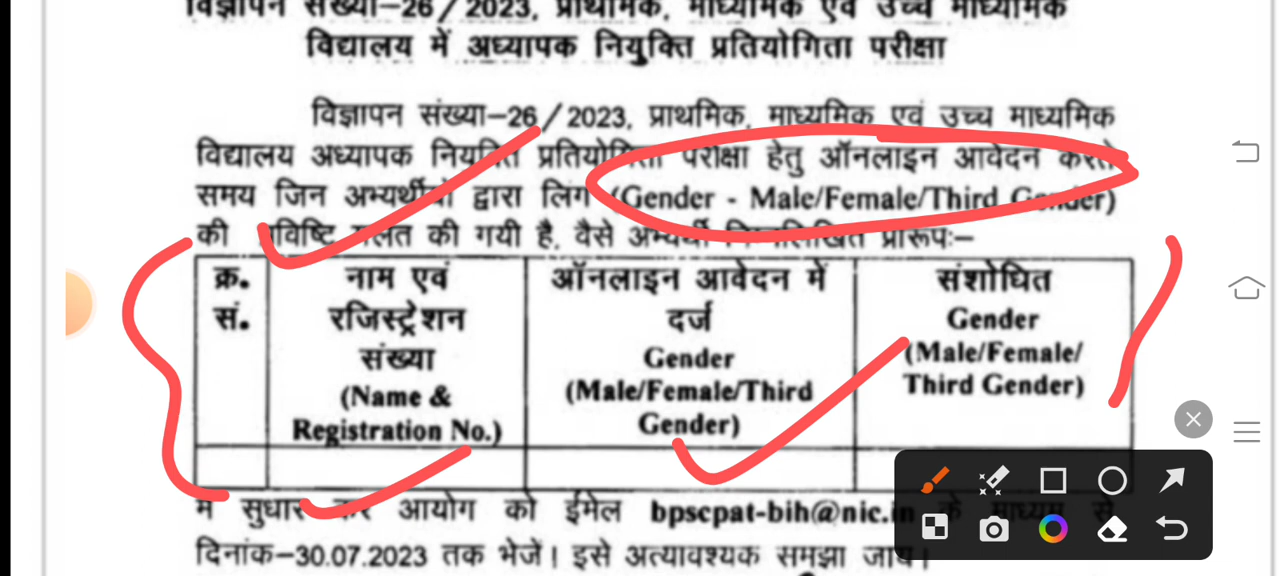 विज्ञापन संख्या-26/2023, प्राथमिक, माध्यमिक एवं उच्च माध्यमिक
विद्यालय में अध्यापक नियुक्ति प्रतियोगिता परीक्षा
विज्ञापन संख्या-26/2023, प्राथमिक, माध्यमिक एवं उच्च माध्यमिक
विद्यालय अध्यापक नियुक्ति प्रतियोगिता परीक्षा हेतु ऑनलाइन आवेदन करते
समय जिन अभ्यर्थीयों द्वारा लिंग (Gender - Male/Female/Third Gender)
की प्रविष्टि गलत की गयी है, वैसे अभ्यर्थी निम्नलिखित प्रारूपः-
क्र.
सं.
नाम एवं
रजिस्ट्रेशन
संख्या
(Name &
Registration No.)
ऑनलाइन आवेदन में
दर्ज
Gender
(Male/Female/Third
Gender)
संशोधित
Gender
(Male/Female/
Third Gender)
में सुधार कर आयोग को ईमेल bpscpat-bih@nic.in के माध्यम से
दिनांक-30.07.2023 तक भेजें। इसे अत्यावश्यक समझा जाय।